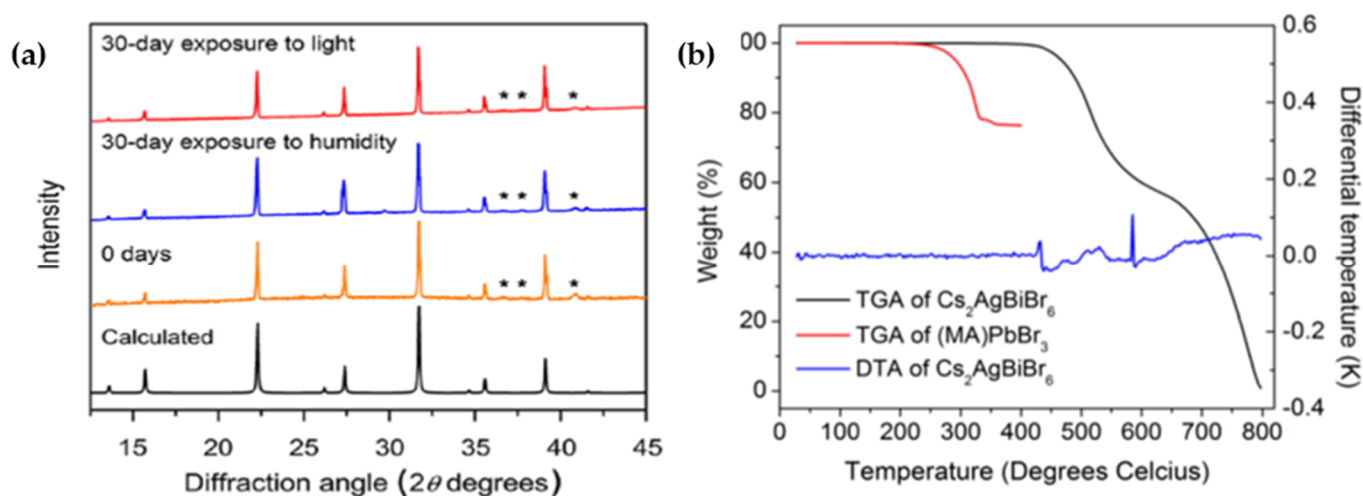 (a)
30-day exposure to light
* * *
30-day exposure to humidity
* * *
0 days
* * *
Calculated
Intensity
15 20 25 30 35 40 45
Diffraction angle (2θ degrees)
(b)
00
80
60
40
20
0
Weight (%)
0.6
0.4
0.2
0.0
-0.2
-0.4
Differential temperature (K)
TGA of Cs₂AgBiBr₆
TGA of (MA)PbBr₃
DTA of Cs₂AgBiBr₆
0 100 200 300 400 500 600 700 800
Temperature (Degrees Celcius)